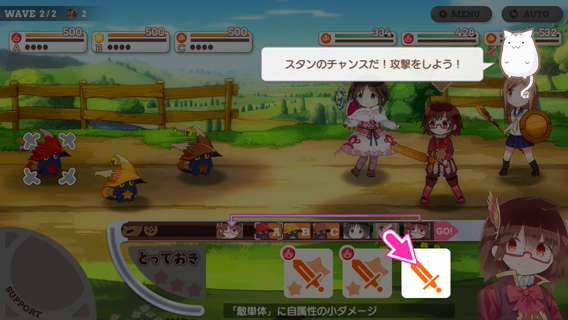 WAVE 2/2 2
MENU
AUTO
500
500
500
334
428
532
A
B
C
スタンのチャンスだ！攻撃をしよう！
A B C GO!
とっておき
SUPPORT
「敵単体」に自属性の小ダメージ